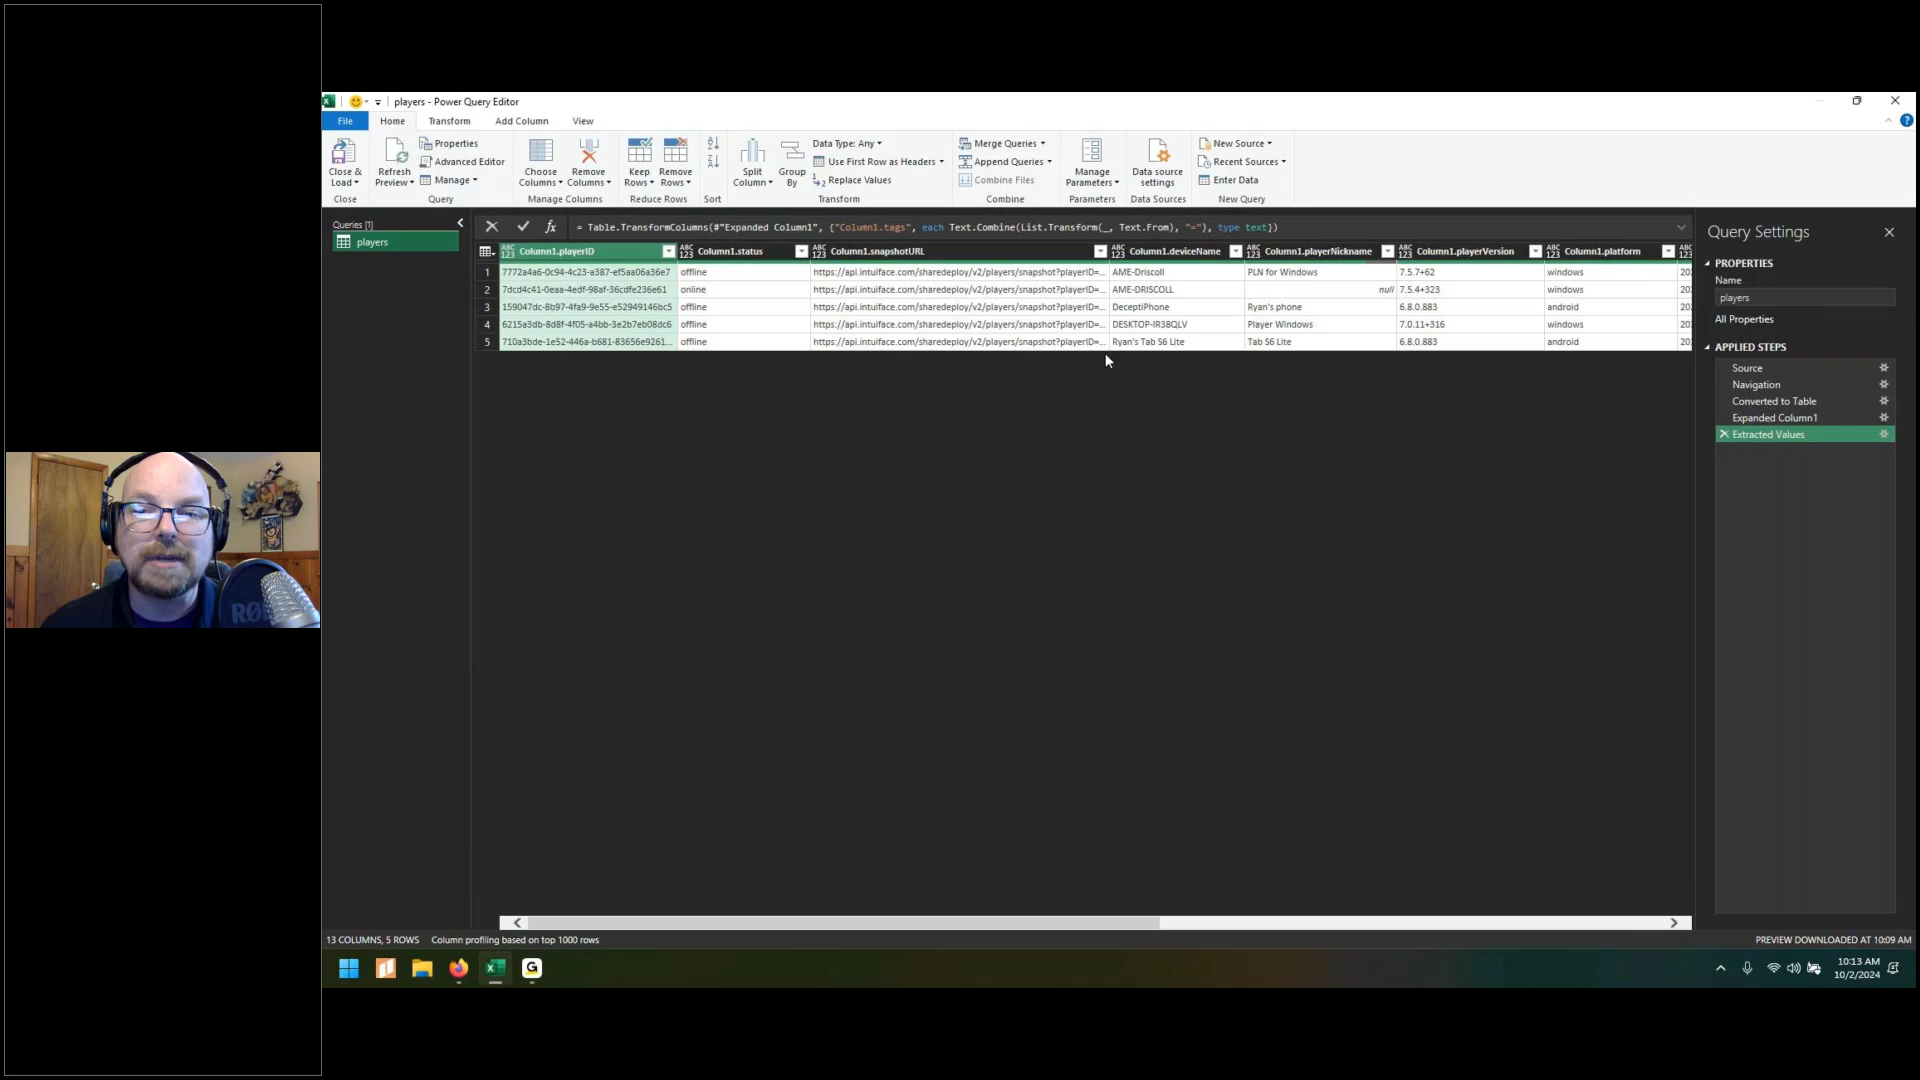 players - Power Query Editor
File Home Transform Add Column View
Close & Load
Close
Refresh Preview
Properties
Advanced Editor
Manage
Query
Choose Columns
Remove Columns
Manage Columns
Keep Rows
Remove Rows
Reduce Rows
Sort
Split Column
Group By
Data Type: Any
Use First Row as Headers
Replace Values
Transform
Merge Queries
Append Queries
Combine Files
Combine
Manage Parameters
Parameters
Data source settings
Data Sources
New Source
Recent Sources
Enter Data
New Query
Queries [1]
players
= Table.TransformColumns(#"Expanded Column1", {"Column1.tags", each Text.Combine(List.Transform(_, Text.From), "="), type text})
Column1.playerID Column1.status Column1.snapshotURL Column1.deviceName Column1.playerNickname Column1.playerVersion Column1.platform
1 7772a4a6-0c94-4c23-a387-ef5aa06a36e7 offline https://api.intuiface.com/sharedeploy/v2/players/snapshot?playerID=... AME-Driscoll PLN for Windows 7.5.7+62 windows 20
2 7dcd4c41-0eaa-4edf-98af-36cdfe236e61 online https://api.intuiface.com/sharedeploy/v2/players/snapshot?playerID=... AME-DRISCOLL null 7.5.4+323 windows 20
3 159047dc-8b97-4fa9-9e55-e52949146bc5 offline https://api.intuiface.com/sharedeploy/v2/players/snapshot?playerID=... DeceptiPhone Ryan's phone 6.8.0.883 android 20
4 6215a3db-8d8f-4f05-a4bb-3e2b7eb08dc6 offline https://api.intuiface.com/sharedeploy/v2/players/snapshot?playerID=... DESKTOP-IR38QLV Player Windows 7.0.11+316 windows 20
5 710a3bde-1e52-446a-b681-83656e9261... offline https://api.intuiface.com/sharedeploy/v2/players/snapshot?playerID=... Ryan's Tab S6 Lite Tab S6 Lite 6.8.0.883 android 20
Query Settings
PROPERTIES
Name
players
All Properties
APPLIED STEPS
Source
Navigation
Converted to Table
Expanded Column1
Extracted Values
13 COLUMNS, 5 ROWS Column profiling based on top 1000 rows
PREVIEW DOWNLOADED AT 10:09 AM
10:13 AM
10/2/2024